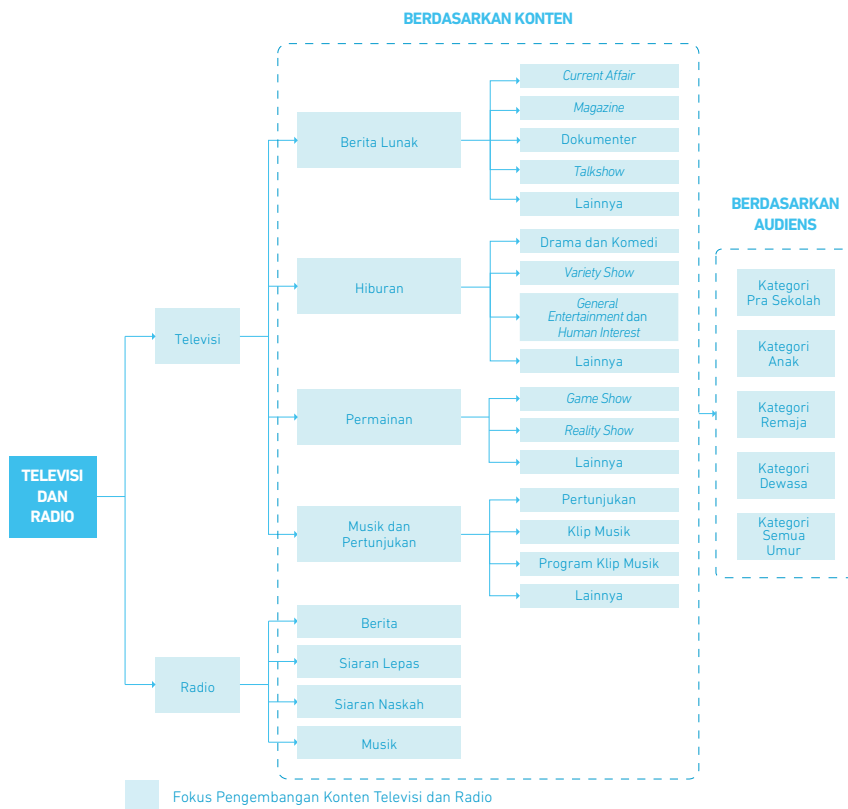 BERDASARKAN KONTEN
Current Affair
Magazine
Berita Lunak
Dokumenter
Talkshow
Lainnya
BERDASARKAN
AUDIENS
Drama dan Komedi
Variety Show
Hiburan
General
Entertainment dan
Human Interest
Lainnya
Kategori
Pra Sekolah
Televisi
Kategori
Anak
Game Show
Permainan
Reality Show
Lainnya
Kategori
Remaja
TELEVISI
DAN
RADIO
Kategori
Dewasa
Pertunjukan
Musik dan
Pertunjukan
Klip Musik
Program Klip Musik
Lainnya
Kategori
Semua
Umur
Berita
Siaran Lepas
Radio
Siaran Naskah
Musik
Fokus Pengembangan Konten Televisi dan Radio